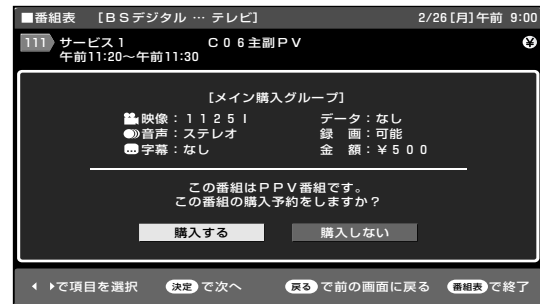 ■番組表 [BSデジタル … テレビ] 2/26[月]午前 9:00
111 サービス1 C06主副PV ¥
午前11:20〜午前11:30
[メイン購入グループ]
映像:1125I データ:なし
音声:ステレオ 録 画:可能
字幕:なし 金 額:¥500
この番組はPPV番組です。
この番組の購入予約をしますか?
購入する 購入しない
で項目を選択 決定 で次へ 戻る で前の画面に戻る 番組表 で終了